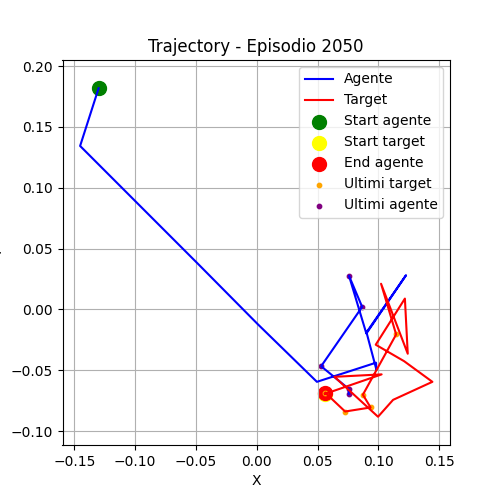 Trajectory - Episodio 2050
0.20
0.15
0.10
0.05
0.00
−0.05
−0.10
−0.15
−0.10
−0.05
0.00
0.05
0.10
0.15
X
Agente
Target
Start agente
Start target
End agente
Ultimi target
Ultimi agente